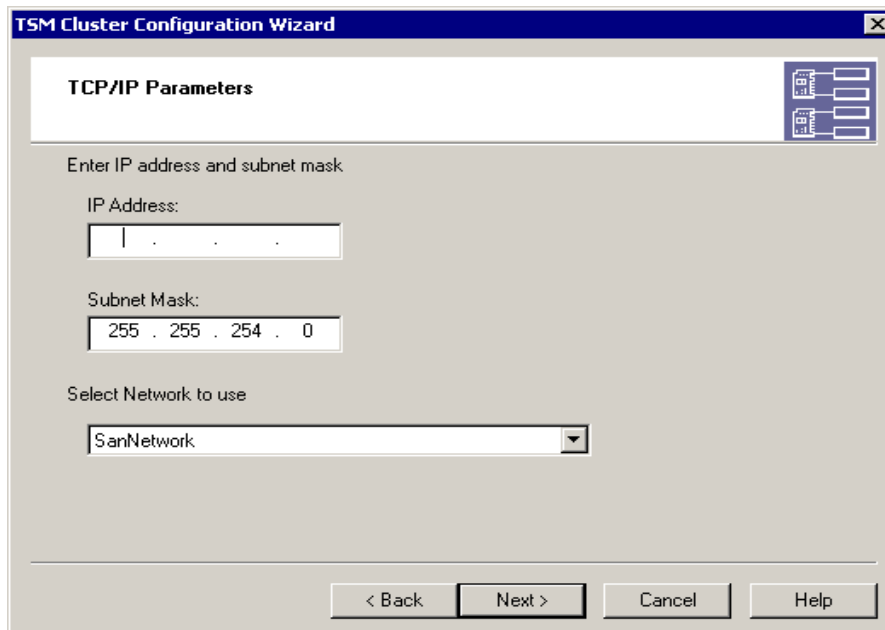 TSM Cluster Configuration Wizard
TCP/IP Parameters
Enter IP address and subnet mask
IP Address:
. . .
Subnet Mask:
255 . 255 . 254 . 0
Select Network to use
SanNetwork
< Back Next > Cancel Help